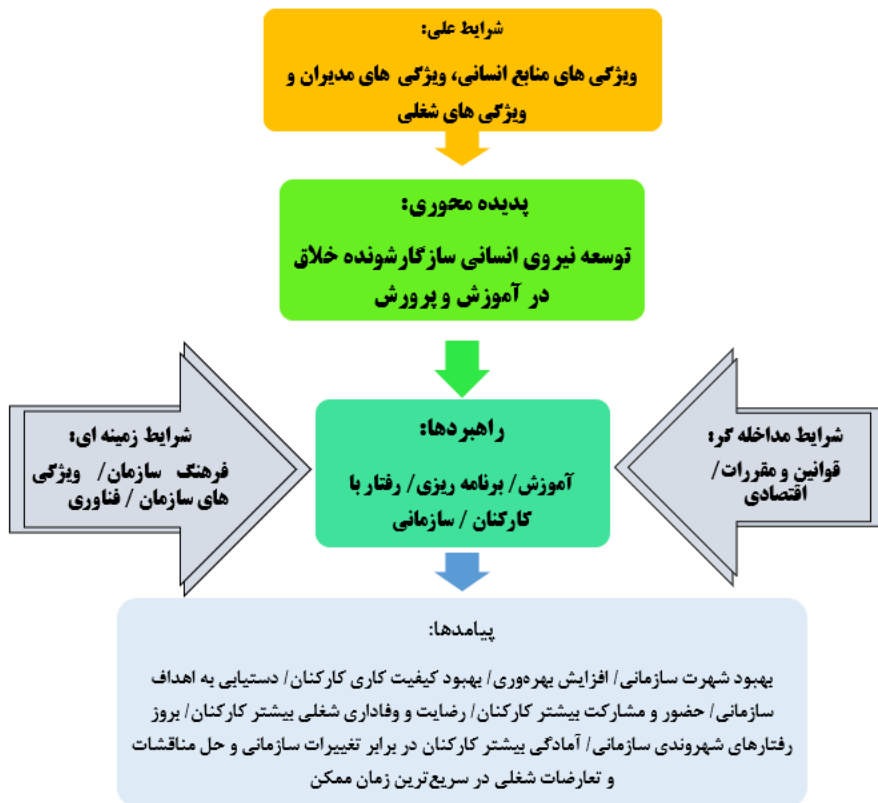 شرایط علی:
ویژگی های منابع انسانی، ویژگی های مدیران و
ویژگی های شغلی
پدیده محوری:
توسعه نیروی انسانی سازگارشونده خلاق
در آموزش و پرورش
راهبردها:
آموزش/ برنامه ریزی/ رفتار با
کارکنان / سازمانی
شرایط مداخله گر:
قوانین و مقررات/
اقتصادی
شرایط زمینه ای:
فرهنگ سازمان/ ویژگی
های سازمان / فناوری
پیامدها:
بهبود شهرت سازمانی/ افزایش بهره‌وری/ بهبود کیفیت کاری کارکنان/ دستیابی به اهداف
سازمانی/ حضور و مشارکت بیشتر کارکنان/ رضایت و وفاداری شغلی بیشتر کارکنان/ بروز
رفتارهای شهروندی سازمانی/ آمادگی بیشتر کارکنان در برابر تغییرات سازمانی و حل مناقشات
و تعارضات شغلی در سریع‌ترین زمان ممکن